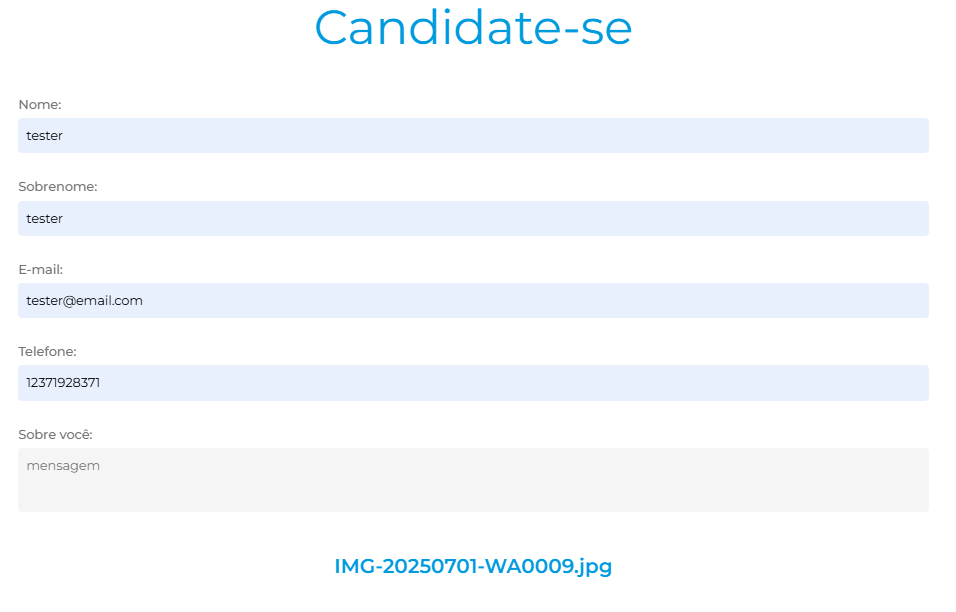 Candidate-se
Nome:
tester
Sobrenome:
tester
E-mail:
tester@email.com
Telefone:
12371928371
Sobre você:
mensagem
IMG-20250701-WA0009.jpg